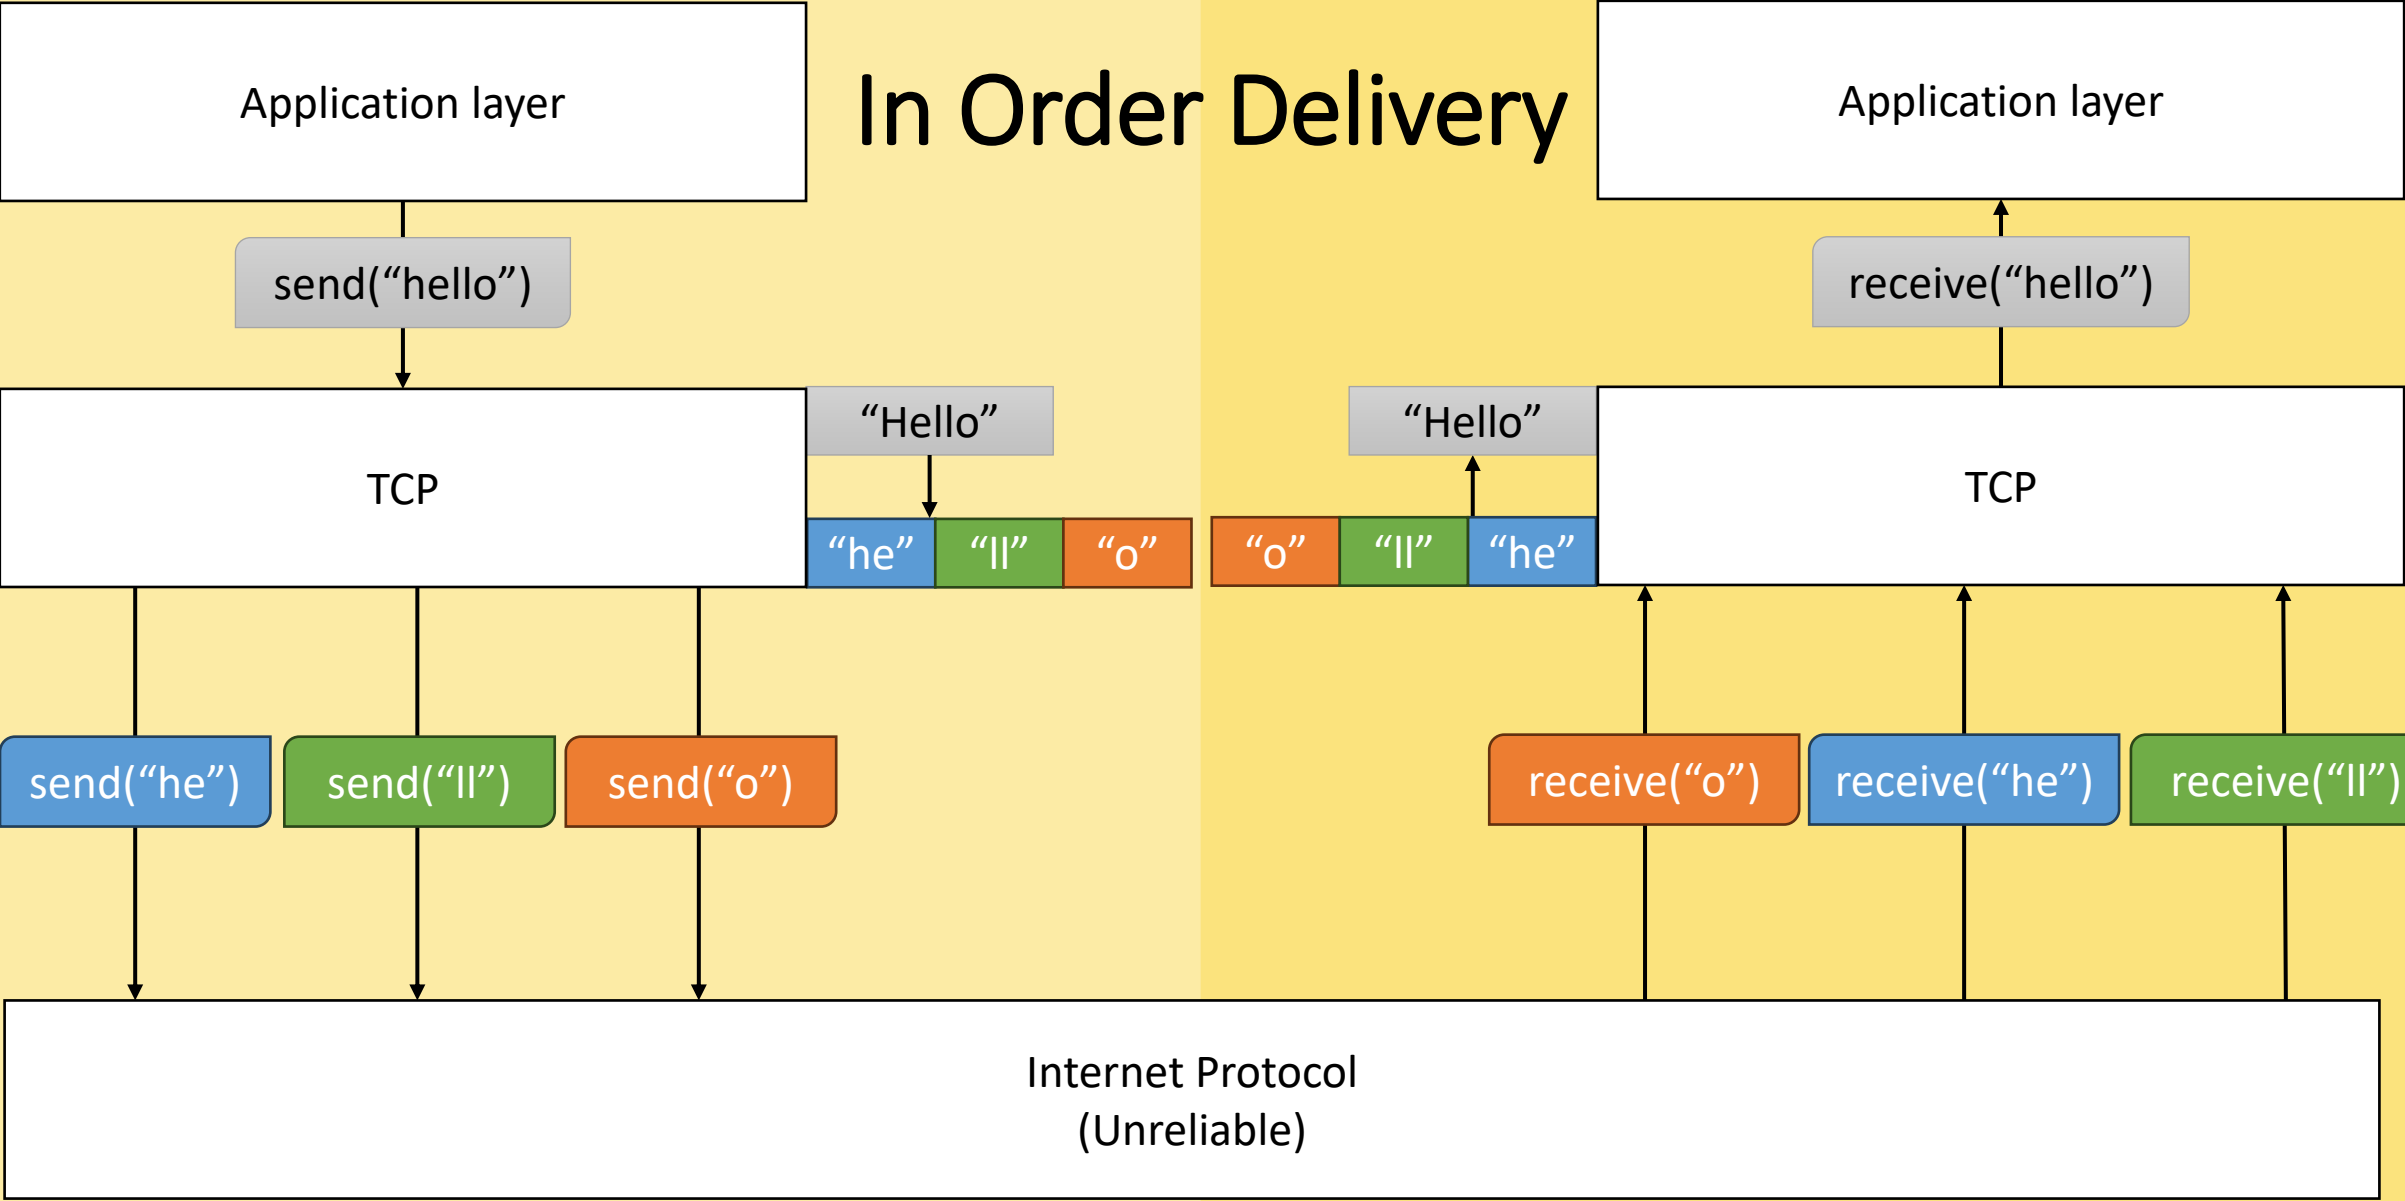 In Order Delivery
Application layer
send(“hello”)
TCP
“Hello”
“he” “ll” “o”
send(“he”) send(“ll”) send(“o”)
Application layer
receive(“hello”)
“Hello”
TCP
“o” “ll” “he”
receive(“o”) receive(“he”) receive(“ll”)
Internet Protocol
(Unreliable)